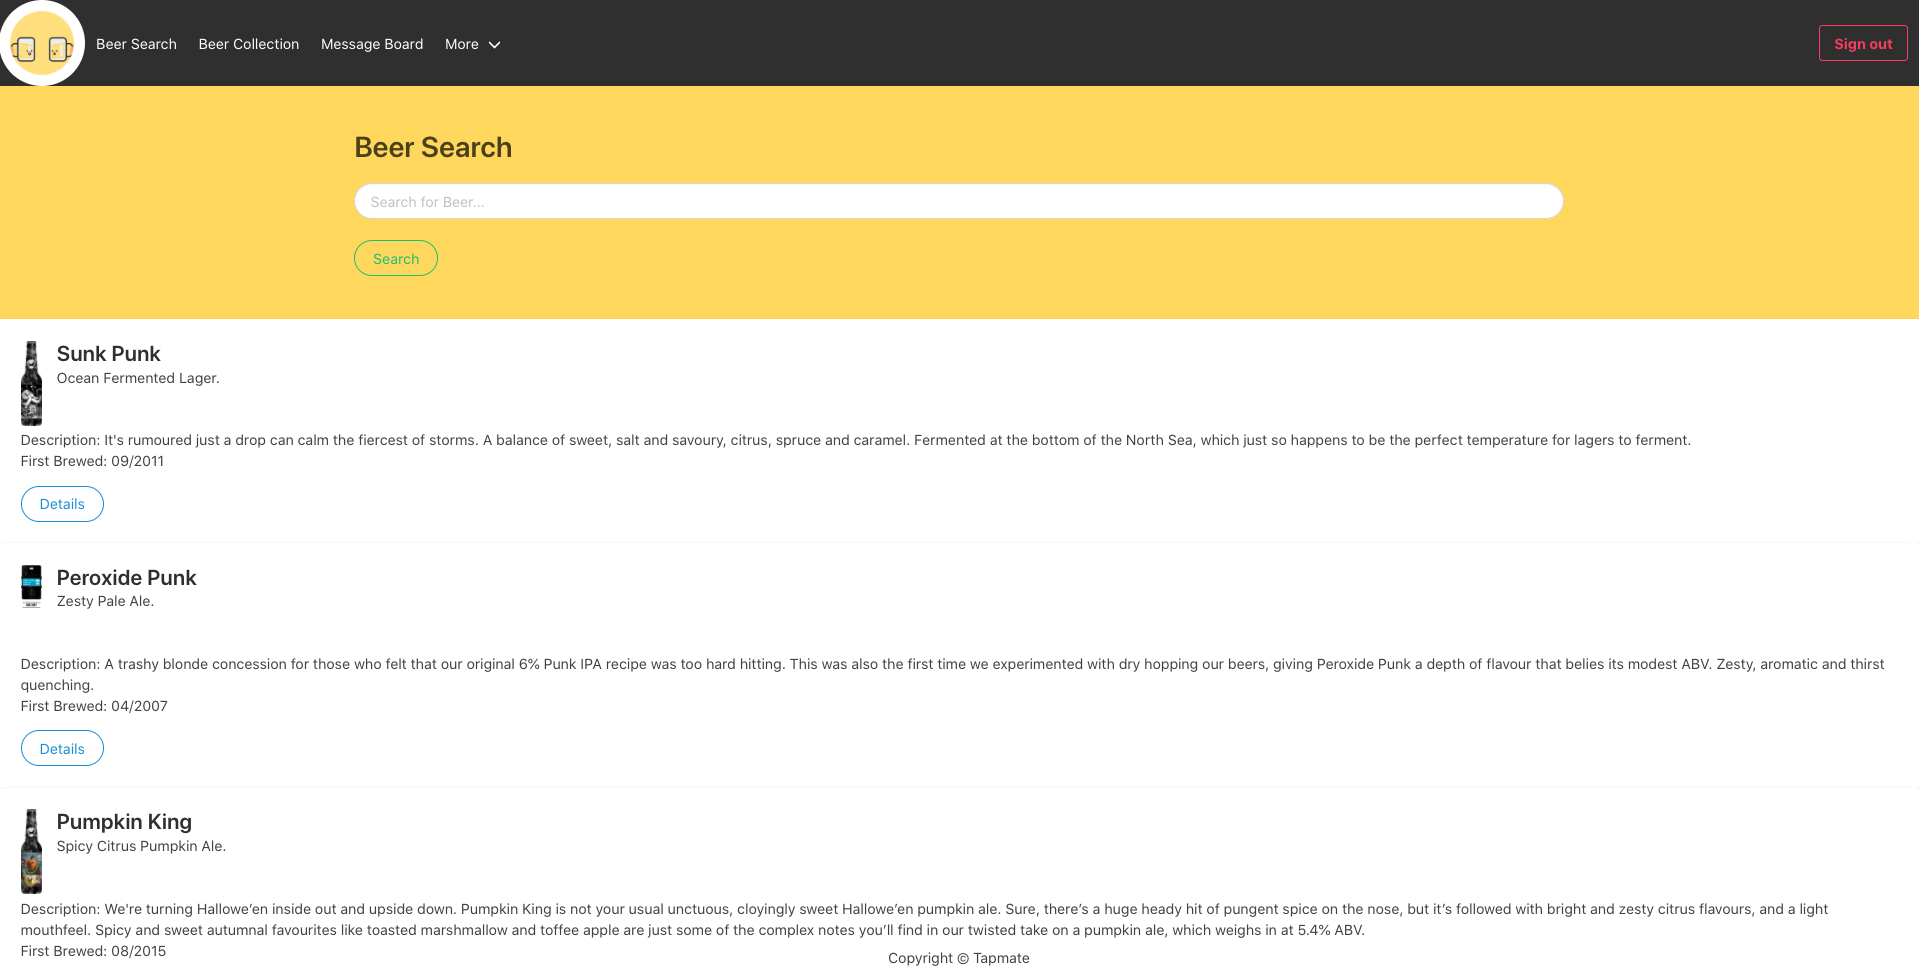 Beer Search Beer Collection Message Board More Sign out
Beer Search
Search for Beer...
Search
Sunk Punk
Ocean Fermented Lager.
Description: It's rumoured just a drop can calm the fiercest of storms. A balance of sweet, salt and savoury, citrus, spruce and caramel. Fermented at the bottom of the North Sea, which just so happens to be the perfect temperature for lagers to ferment.
First Brewed: 09/2011
Details
Peroxide Punk
Zesty Pale Ale.
Description: A trashy blonde concession for those who felt that our original 6% Punk IPA recipe was too hard hitting. This was also the first time we experimented with dry hopping our beers, giving Peroxide Punk a depth of flavour that belies its modest ABV. Zesty, aromatic and thirst
quenching.
First Brewed: 04/2007
Details
Pumpkin King
Spicy Citrus Pumpkin Ale.
Description: We're turning Hallowe’en inside out and upside down. Pumpkin King is not your usual unctuous, cloyingly sweet Hallowe’en pumpkin ale. Sure, there’s a huge heady hit of pungent spice on the nose, but it’s followed with bright and zesty citrus flavours, and a light
mouthfeel. Spicy and sweet autumnal favourites like toasted marshmallow and toffee apple are just some of the complex notes you’ll find in our twisted take on a pumpkin ale, which weighs in at 5.4% ABV.
First Brewed: 08/2015
Copyright © Tapmate